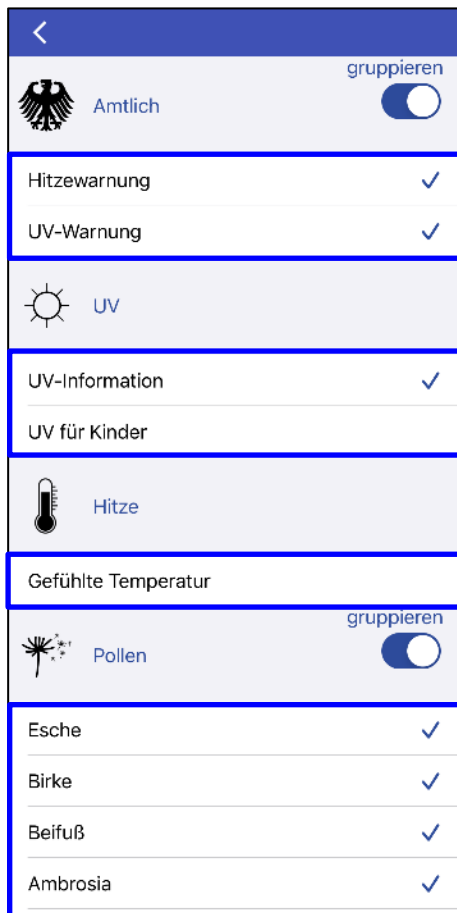 gruppieren
Amtlich
Hitzewarnung
UV-Warnung
UV
UV-Information
UV für Kinder
Hitze
Gefühlte Temperatur
gruppieren
Pollen
Esche
Birke
Beifuß
Ambrosia